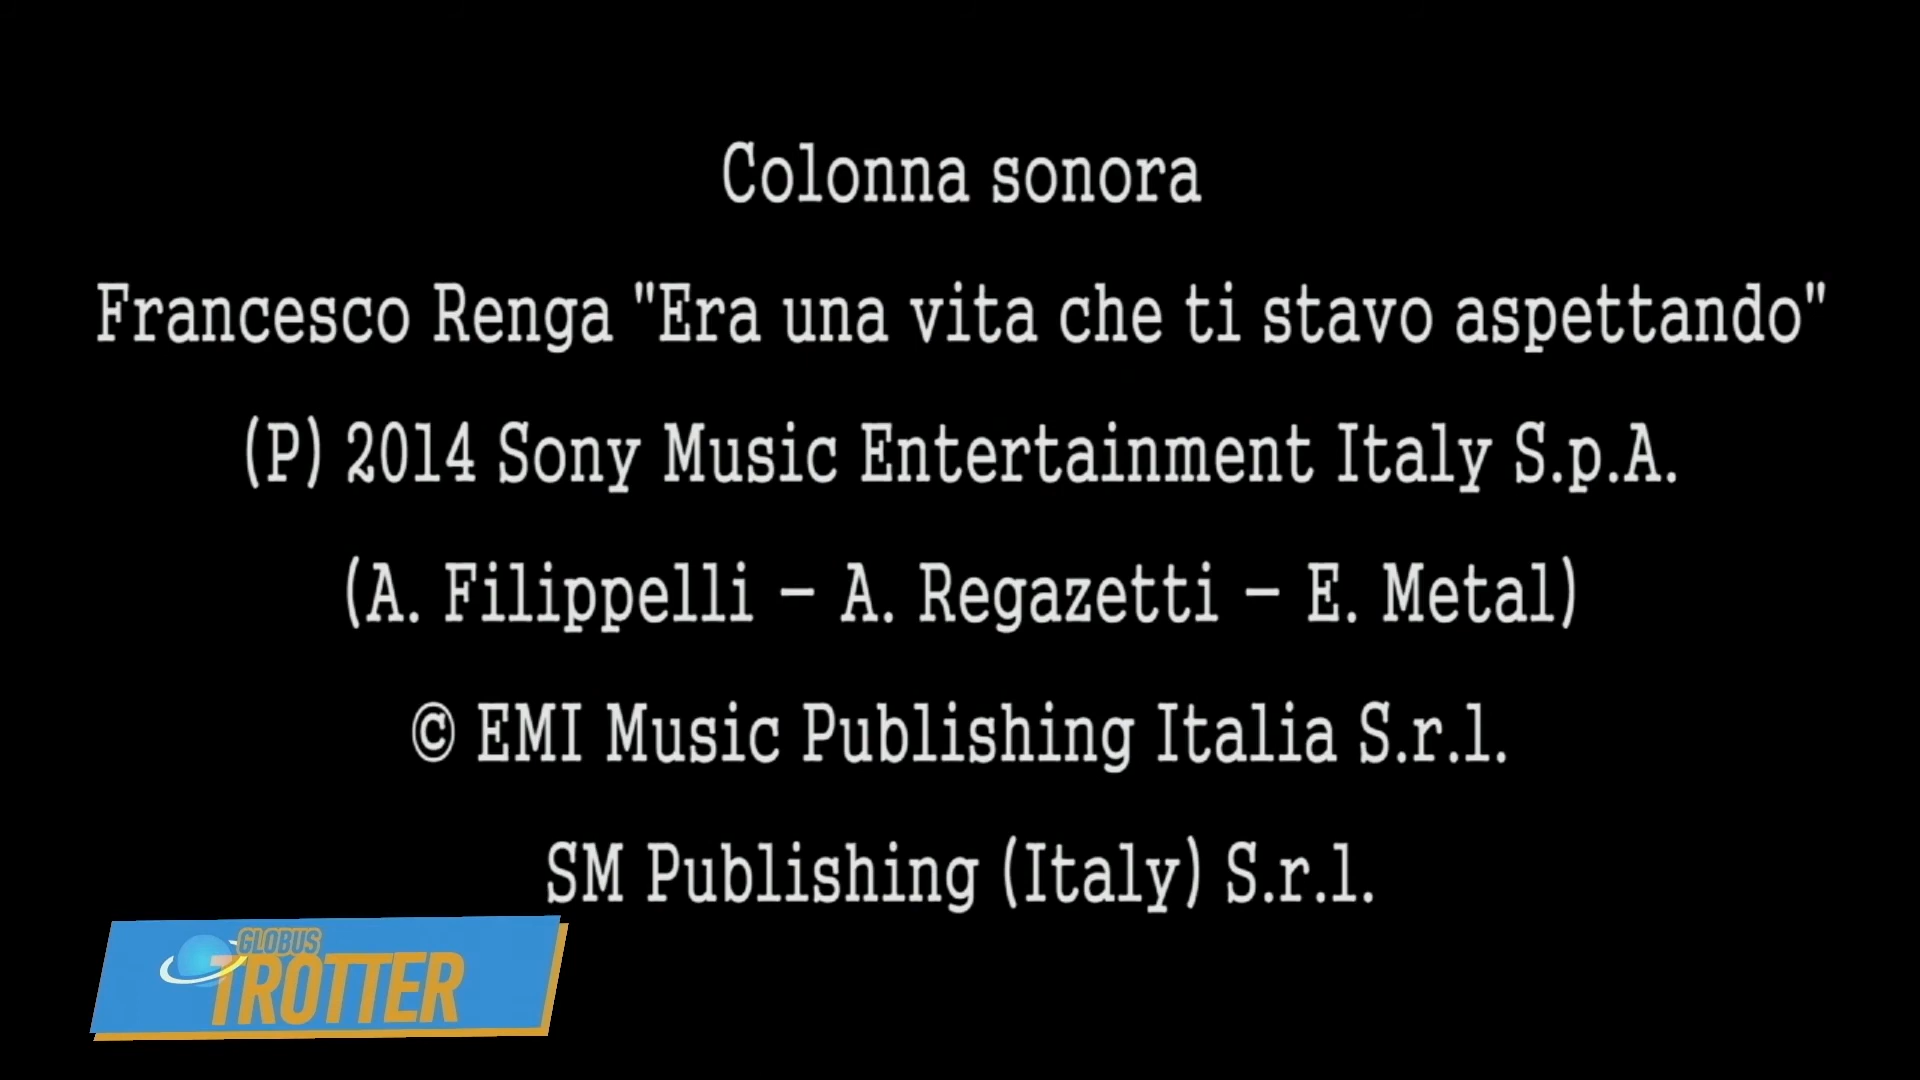 Colonna sonora
Francesco Renga "Era una vita che ti stavo aspettando"
(P) 2014 Sony Music Entertainment Italy S.p.A.
(A. Filippelli – A. Regazetti – E. Metal)
© EMI Music Publishing Italia S.r.l.
SM Publishing (Italy) S.r.l.
GLOBUS
TROTTER